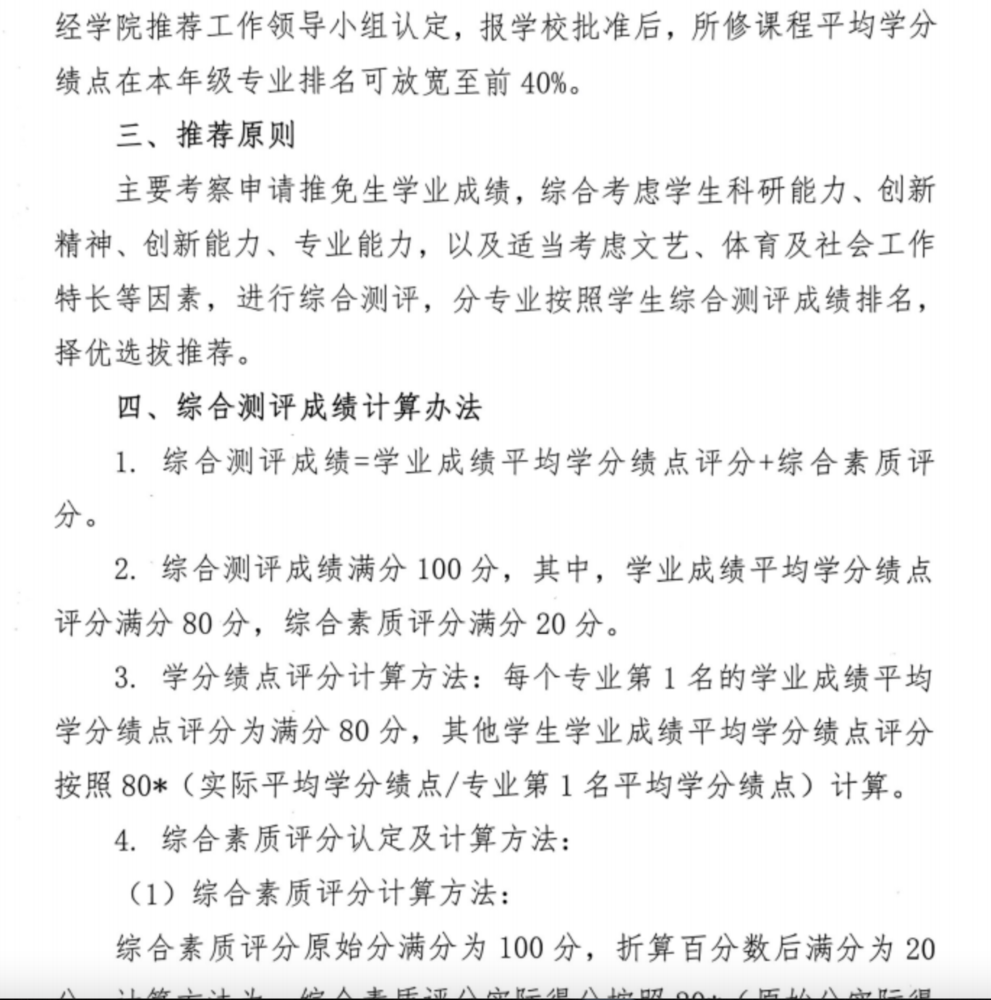 经学院推荐工作领导小组认定，报学校批准后，所修课程平均学分
绩点在本年级专业排名可放宽至前 40%。
三、推荐原则
主要考察申请推免生学业成绩，综合考虑学生科研能力、创新
精神、创新能力、专业能力，以及适当考虑文艺、体育及社会工作
特长等因素，进行综合测评，分专业按照学生综合测评成绩排名，
择优选拔推荐。
四、综合测评成绩计算办法
1. 综合测评成绩=学业成绩平均学分绩点评分+综合素质评
分。
2. 综合测评成绩满分 100 分，其中，学业成绩平均学分绩点
评分满分 80 分，综合素质评分满分 20 分。
3. 学分绩点评分计算方法：每个专业第 1 名的学业成绩平均
学分绩点评分为满分 80 分，其他学生学业成绩平均学分绩点评分
按照 80*（实际平均学分绩点/专业第 1 名平均学分绩点）计算。
4. 综合素质评分认定及计算方法：
（1）综合素质评分计算方法：
综合素质评分原始分满分为 100 分，折算百分数后满分为 20